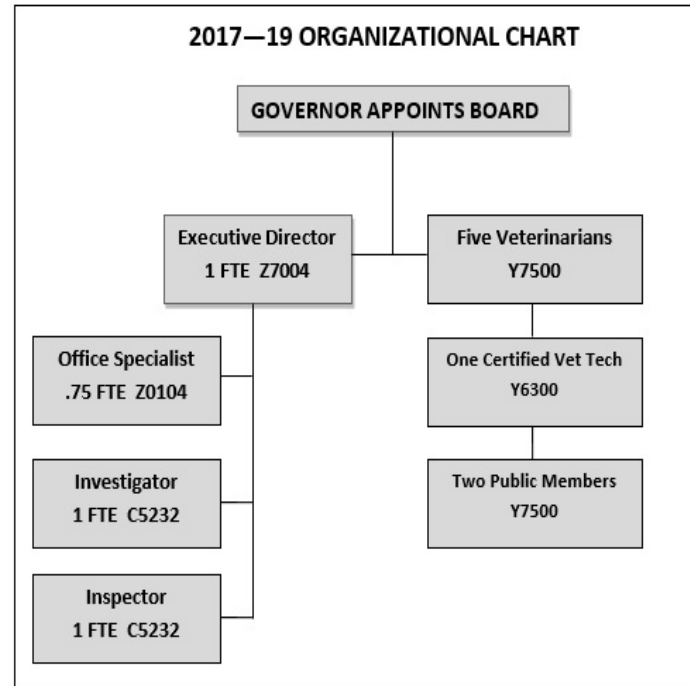 2017—19 ORGANIZATIONAL CHART
GOVERNOR APPOINTS BOARD
Executive Director
1 FTE Z7004
Five Veterinarians
Y7500
Office Specialist
.75 FTE Z0104
One Certified Vet Tech
Y6300
Investigator
1 FTE C5232
Two Public Members
Y7500
Inspector
1 FTE C5232